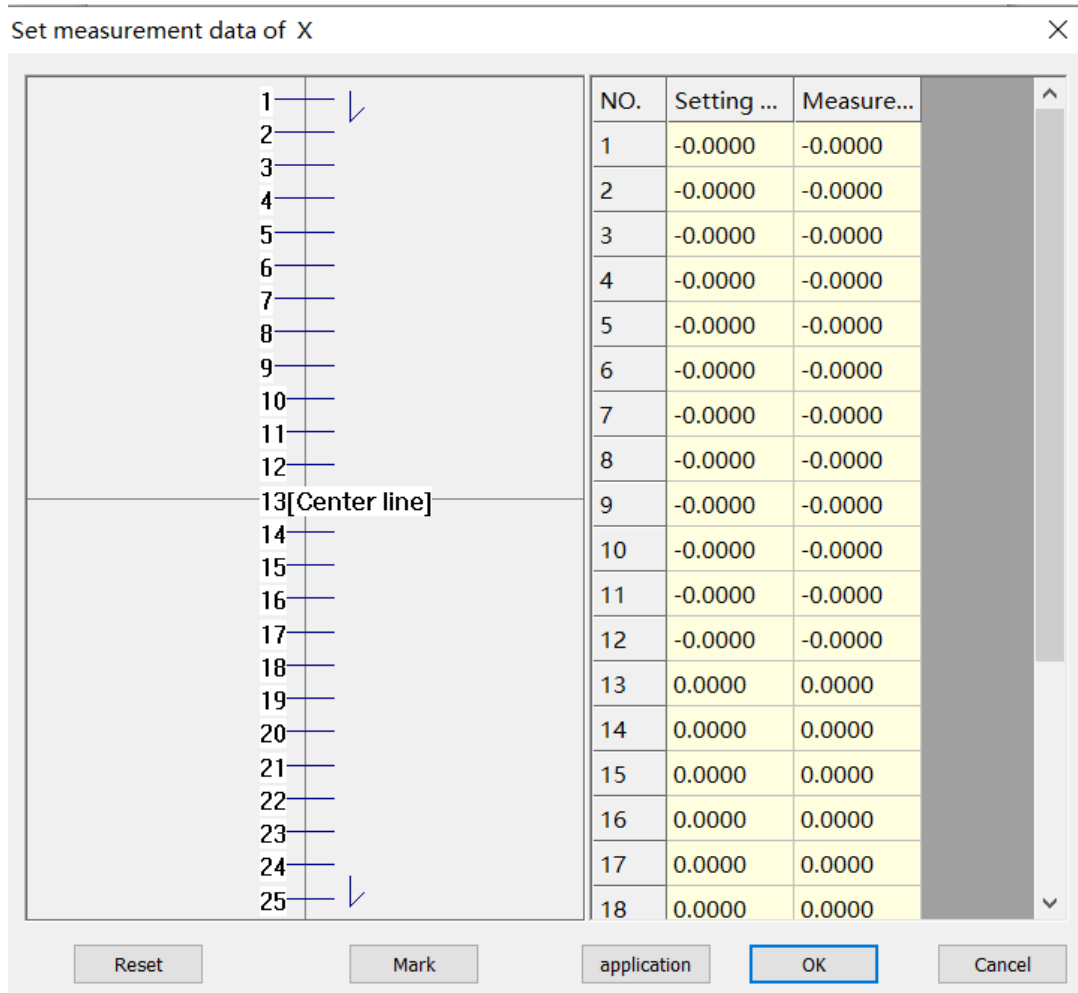 Set measurement data of X
1
2
3
4
5
6
7
8
9
10
11
12
13[Center line]
14
15
16
17
18
19
20
21
22
23
24
25
NO. Setting ... Measure...
1 -0.0000 -0.0000
2 -0.0000 -0.0000
3 -0.0000 -0.0000
4 -0.0000 -0.0000
5 -0.0000 -0.0000
6 -0.0000 -0.0000
7 -0.0000 -0.0000
8 -0.0000 -0.0000
9 -0.0000 -0.0000
10 -0.0000 -0.0000
11 -0.0000 -0.0000
12 -0.0000 -0.0000
13 0.0000 0.0000
14 0.0000 0.0000
15 0.0000 0.0000
16 0.0000 0.0000
17 0.0000 0.0000
18 0.0000 0.0000
Reset Mark application OK Cancel